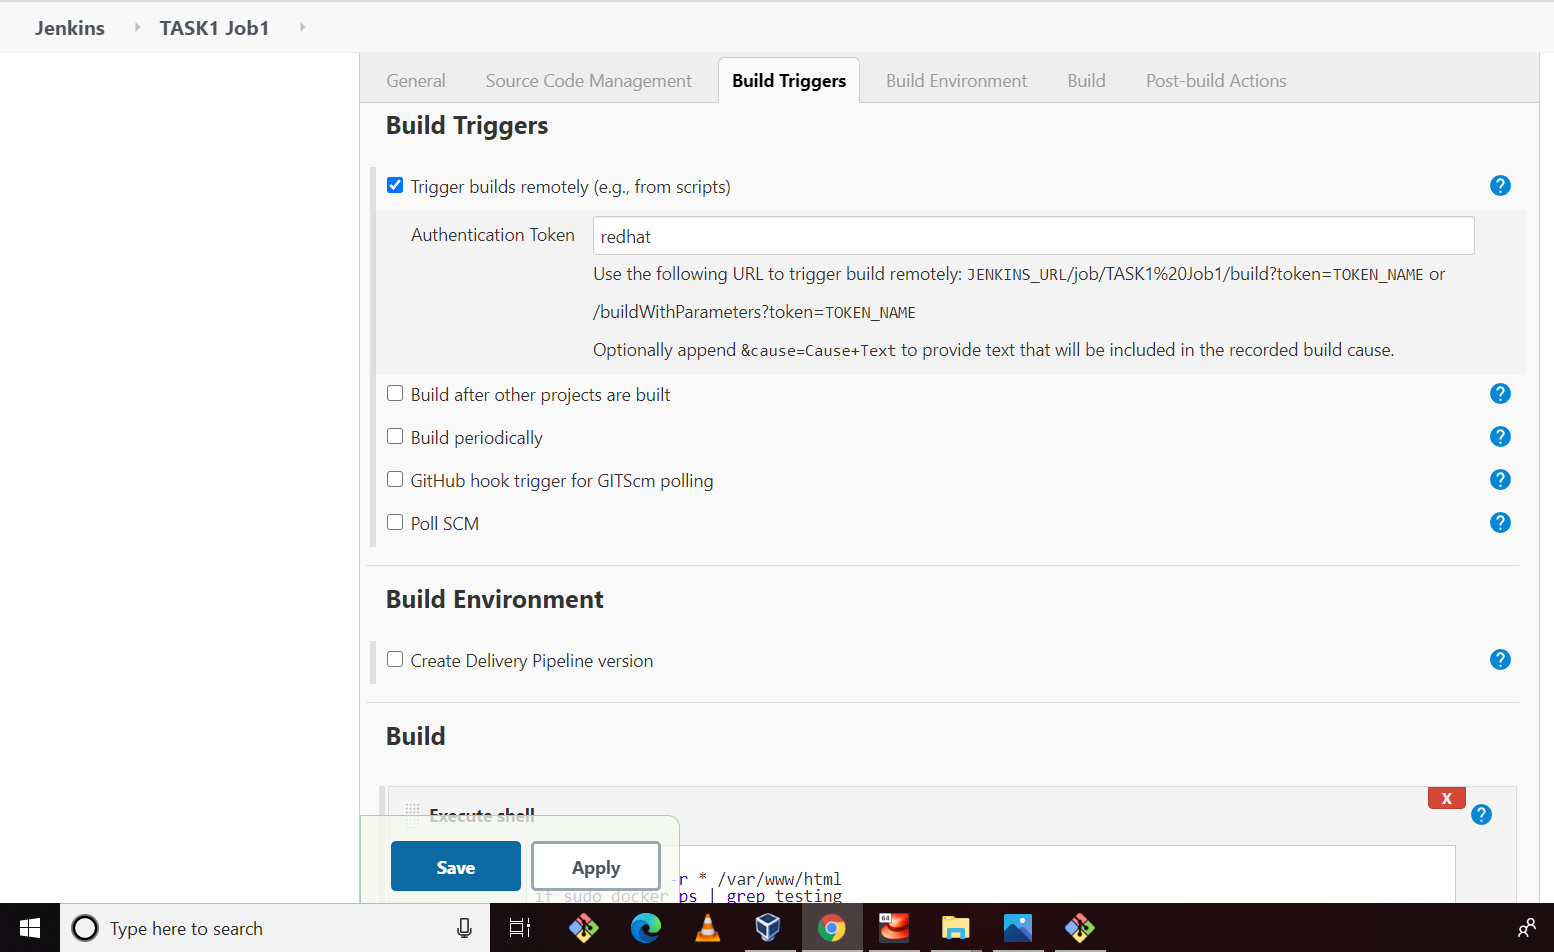 Jenkins TASK1 Job1
General Source Code Management Build Triggers Build Environment Build Post-build Actions
Build Triggers
Trigger builds remotely (e.g., from scripts)
Authentication Token redhat
Use the following URL to trigger build remotely: JENKINS_URL/job/TASK1%20Job1/build?token=TOKEN_NAME or
/buildWithParameters?token=TOKEN_NAME
Optionally append &cause=Cause+Text to provide text that will be included in the recorded build cause.
Build after other projects are built
Build periodically
GitHub hook trigger for GITScm polling
Poll SCM
Build Environment
Create Delivery Pipeline version
Build
X
Execute shell
Save Apply
-r * /var/www/html
if sudo docker ps | grep testing
Type here to search
64